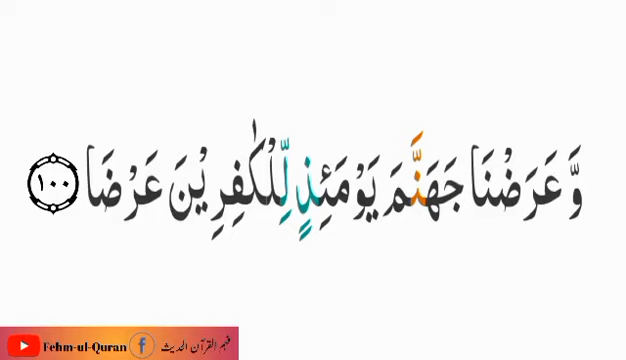 وَّ عَرَضْنَا جَهَنَّمَ يَوْمَئِذٍ لِّلْكٰفِرِيْنَ عَرْضَا ١٠٠
Fehm-ul-Quran f فہم القرآن الحدیث